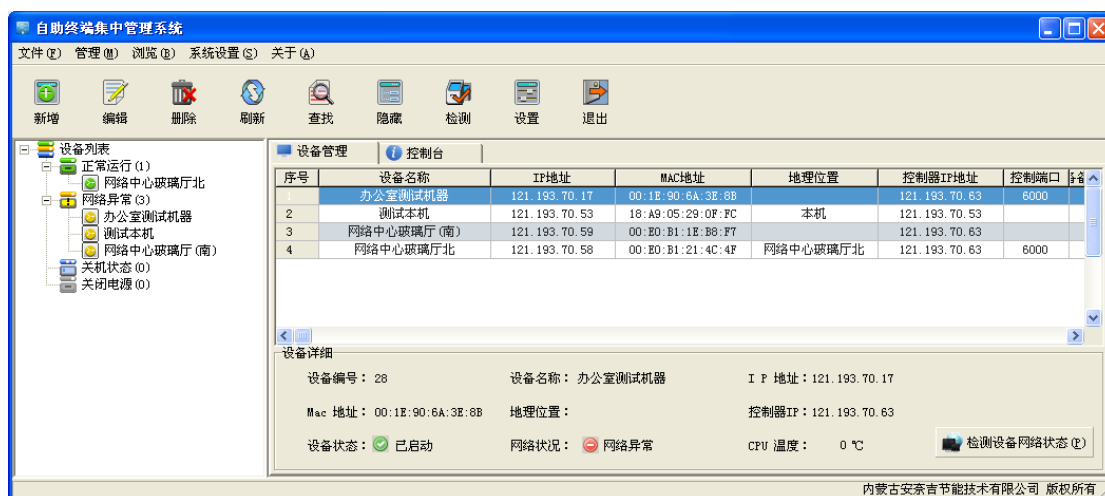 自助终端集中管理系统
文件(F) 管理(M) 浏览(B) 系统设置(S) 关于(A)
新增 编辑 删除 刷新 查找 隐藏 检测 设置 退出
设备列表
正常运行(1)
网络中心玻璃厅北
网络异常(3)
办公室测试机器
测试本机
网络中心玻璃厅(南)
关机状态(0)
关闭电源(0)
设备管理 控制台
序号 设备名称 IP地址 MAC地址 地理位置 控制器IP地址 控制端口
1 办公室测试机器 121.193.70.17 00:1E:90:6A:3E:8B 121.193.70.63 6000
2 测试本机 121.193.70.53 18:A9:05:29:0F:FC 本机 121.193.70.53
3 网络中心玻璃厅(南) 121.193.70.59 00:E0:B1:1E:B8:F7 121.193.70.63
4 网络中心玻璃厅北 121.193.70.58 00:E0:B1:21:4C:4F 网络中心玻璃厅北 121.193.70.63 6000
设备详细
设备编号：28 设备名称：办公室测试机器 I P 地址：121.193.70.17
Mac 地址：00:1E:90:6A:3E:8B 地理位置： 控制器IP：121.193.70.63
设备状态：已启动 网络状况：网络异常 CPU 温度： 0 ℃ 检测设备网络状态(P)
内蒙古安奈吉节能技术有限公司 版权所有